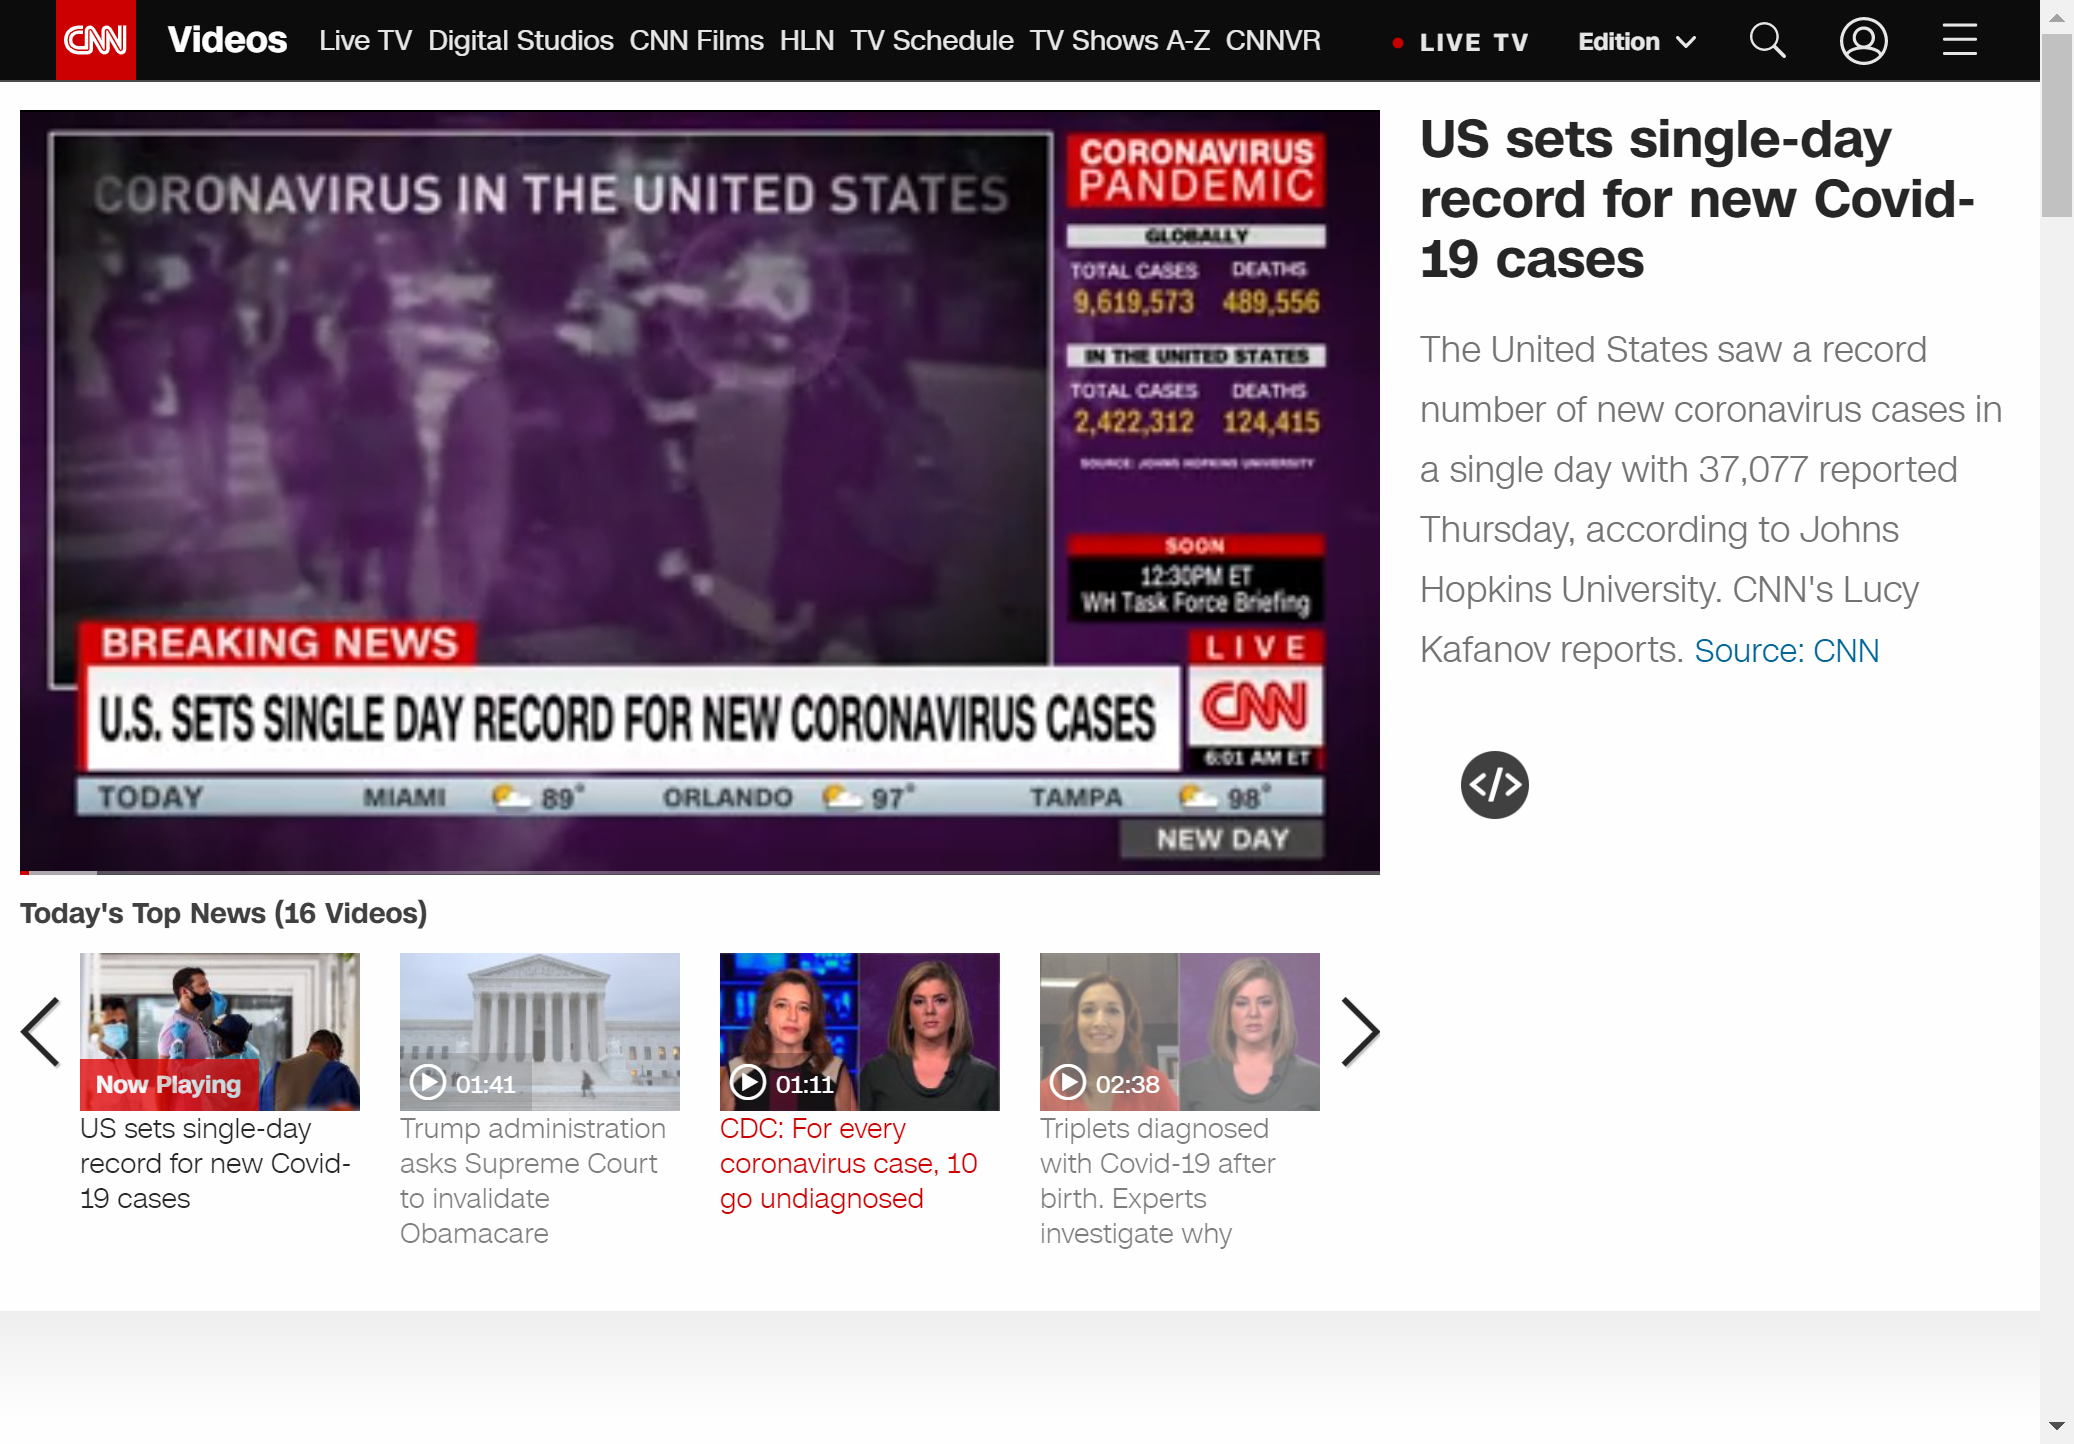 CNN Videos Live TV Digital Studios CNN Films HLN TV Schedule TV Shows A-Z CNNVR LIVE TV Edition
CORONAVIRUS IN THE UNITED STATES
CORONAVIRUS
PANDEMIC
GLOBALLY
TOTAL CASES DEATHS
9,619,573 489,556
IN THE UNITED STATES
TOTAL CASES DEATHS
2,422,312 124,415
SOURCE: JOHNS HOPKINS UNIVERSITY
SOON
12:30PM ET
WH Task Force Briefing
BREAKING NEWS
U.S. SETS SINGLE DAY RECORD FOR NEW CORONAVIRUS CASES
LIVE
CNN
6:01 AM ET
TODAY MIAMI 89° ORLANDO 97° TAMPA 98°
NEW DAY
US sets single-day
record for new Covid-
19 cases
The United States saw a record
number of new coronavirus cases in
a single day with 37,077 reported
Thursday, according to Johns
Hopkins University. CNN's Lucy
Kafanov reports. Source: CNN
</>
Today's Top News (16 Videos)
Now Playing
US sets single-day
record for new Covid-
19 cases
01:41
Trump administration
asks Supreme Court
to invalidate
Obamacare
01:11
CDC: For every
coronavirus case, 10
go undiagnosed
02:38
Triplets diagnosed
with Covid-19 after
birth. Experts
investigate why